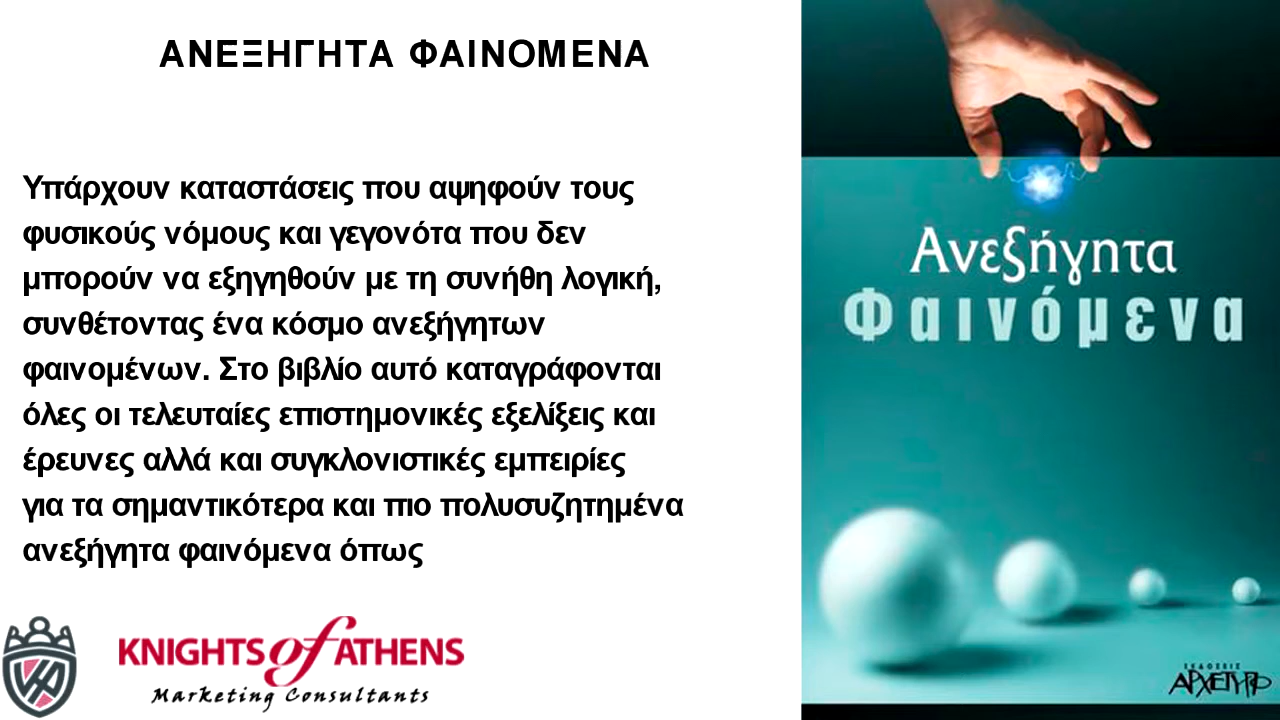 ΑΝΕΞΗΓΗΤΑ ΦΑΙΝΟΜΕΝΑ
Υπάρχουν καταστάσεις που αψηφούν τους
φυσικούς νόμους και γεγονότα που δεν
μπορούν να εξηγηθούν με τη συνήθη λογική,
συνθέτοντας ένα κόσμο ανεξήγητων
φαινομένων. Στο βιβλίο αυτό καταγράφονται
όλες οι τελευταίες επιστημονικές εξελίξεις και
έρευνες αλλά και συγκλονιστικές εμπειρίες
για τα σημαντικότερα και πιο πολυσυζητημένα
ανεξήγητα φαινόμενα όπως
KNIGHTS of ATHENS
Marketing Consultants
Ανεξήγητα
Φαινόμενα
ΕΚΔΟΣΕΙΣ
ΑΡΧΕΤΥΠΟ